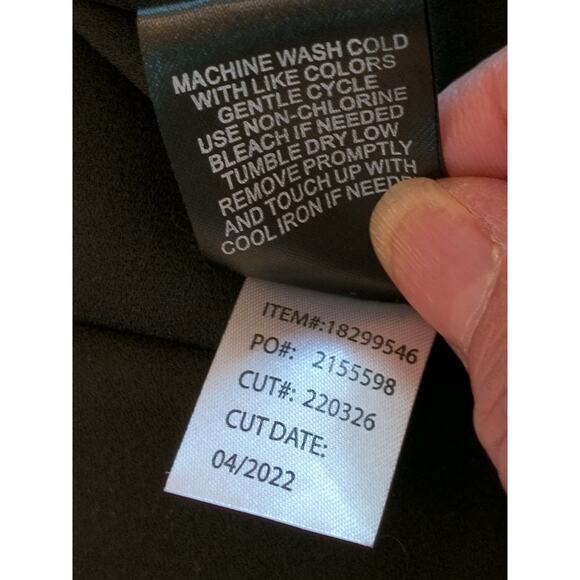 MACHINE WASH COLD
WITH LIKE COLORS
GENTLE CYCLE
USE NON-CHLORINE
BLEACH IF NEEDED
TUMBLE DRY LOW
REMOVE PROMPTLY
AND TOUCH UP WITH
COOL IRON IF NEEDED
ITEM#:18299546
PO#: 2155598
CUT#: 220326
CUT DATE:
04/2022